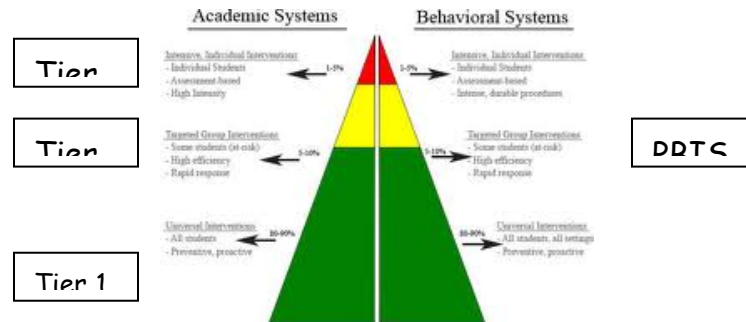 Academic Systems
Behavioral Systems
Tier
Intensive, Individual Interventions
- Individual Students
- Assessment-based
- High Intensity
1-5%
1-5%
Intensive, Individual Interventions
- Individual Students
- Assessment-based
- Intense, durable procedures
Tier
Targeted Group Interventions
- Some students (at-risk)
- High efficiency
- Rapid response
5-10%
5-10%
Targeted Group Interventions
- Some students (at-risk)
- High efficiency
- Rapid response
Universal Interventions
- All students
- Preventive, proactive
80-90%
80-90%
Universal Interventions
- All students, all settings
- Preventive, proactive
Tier 1